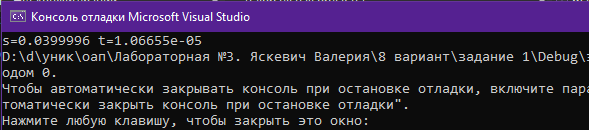 Консоль отладки Microsoft Visual Studio
s=0.0399996 t=1.06655e-05
D:\d\уник\оап\Лабораторная №3. Яскевич Валерия\8 вариант\задание 1\Debug\
одом 0.
Чтобы автоматически закрывать консоль при остановке отладки, включите пара
томатически закрыть консоль при остановке отладки".
Нажмите любую клавишу, чтобы закрыть это окно: